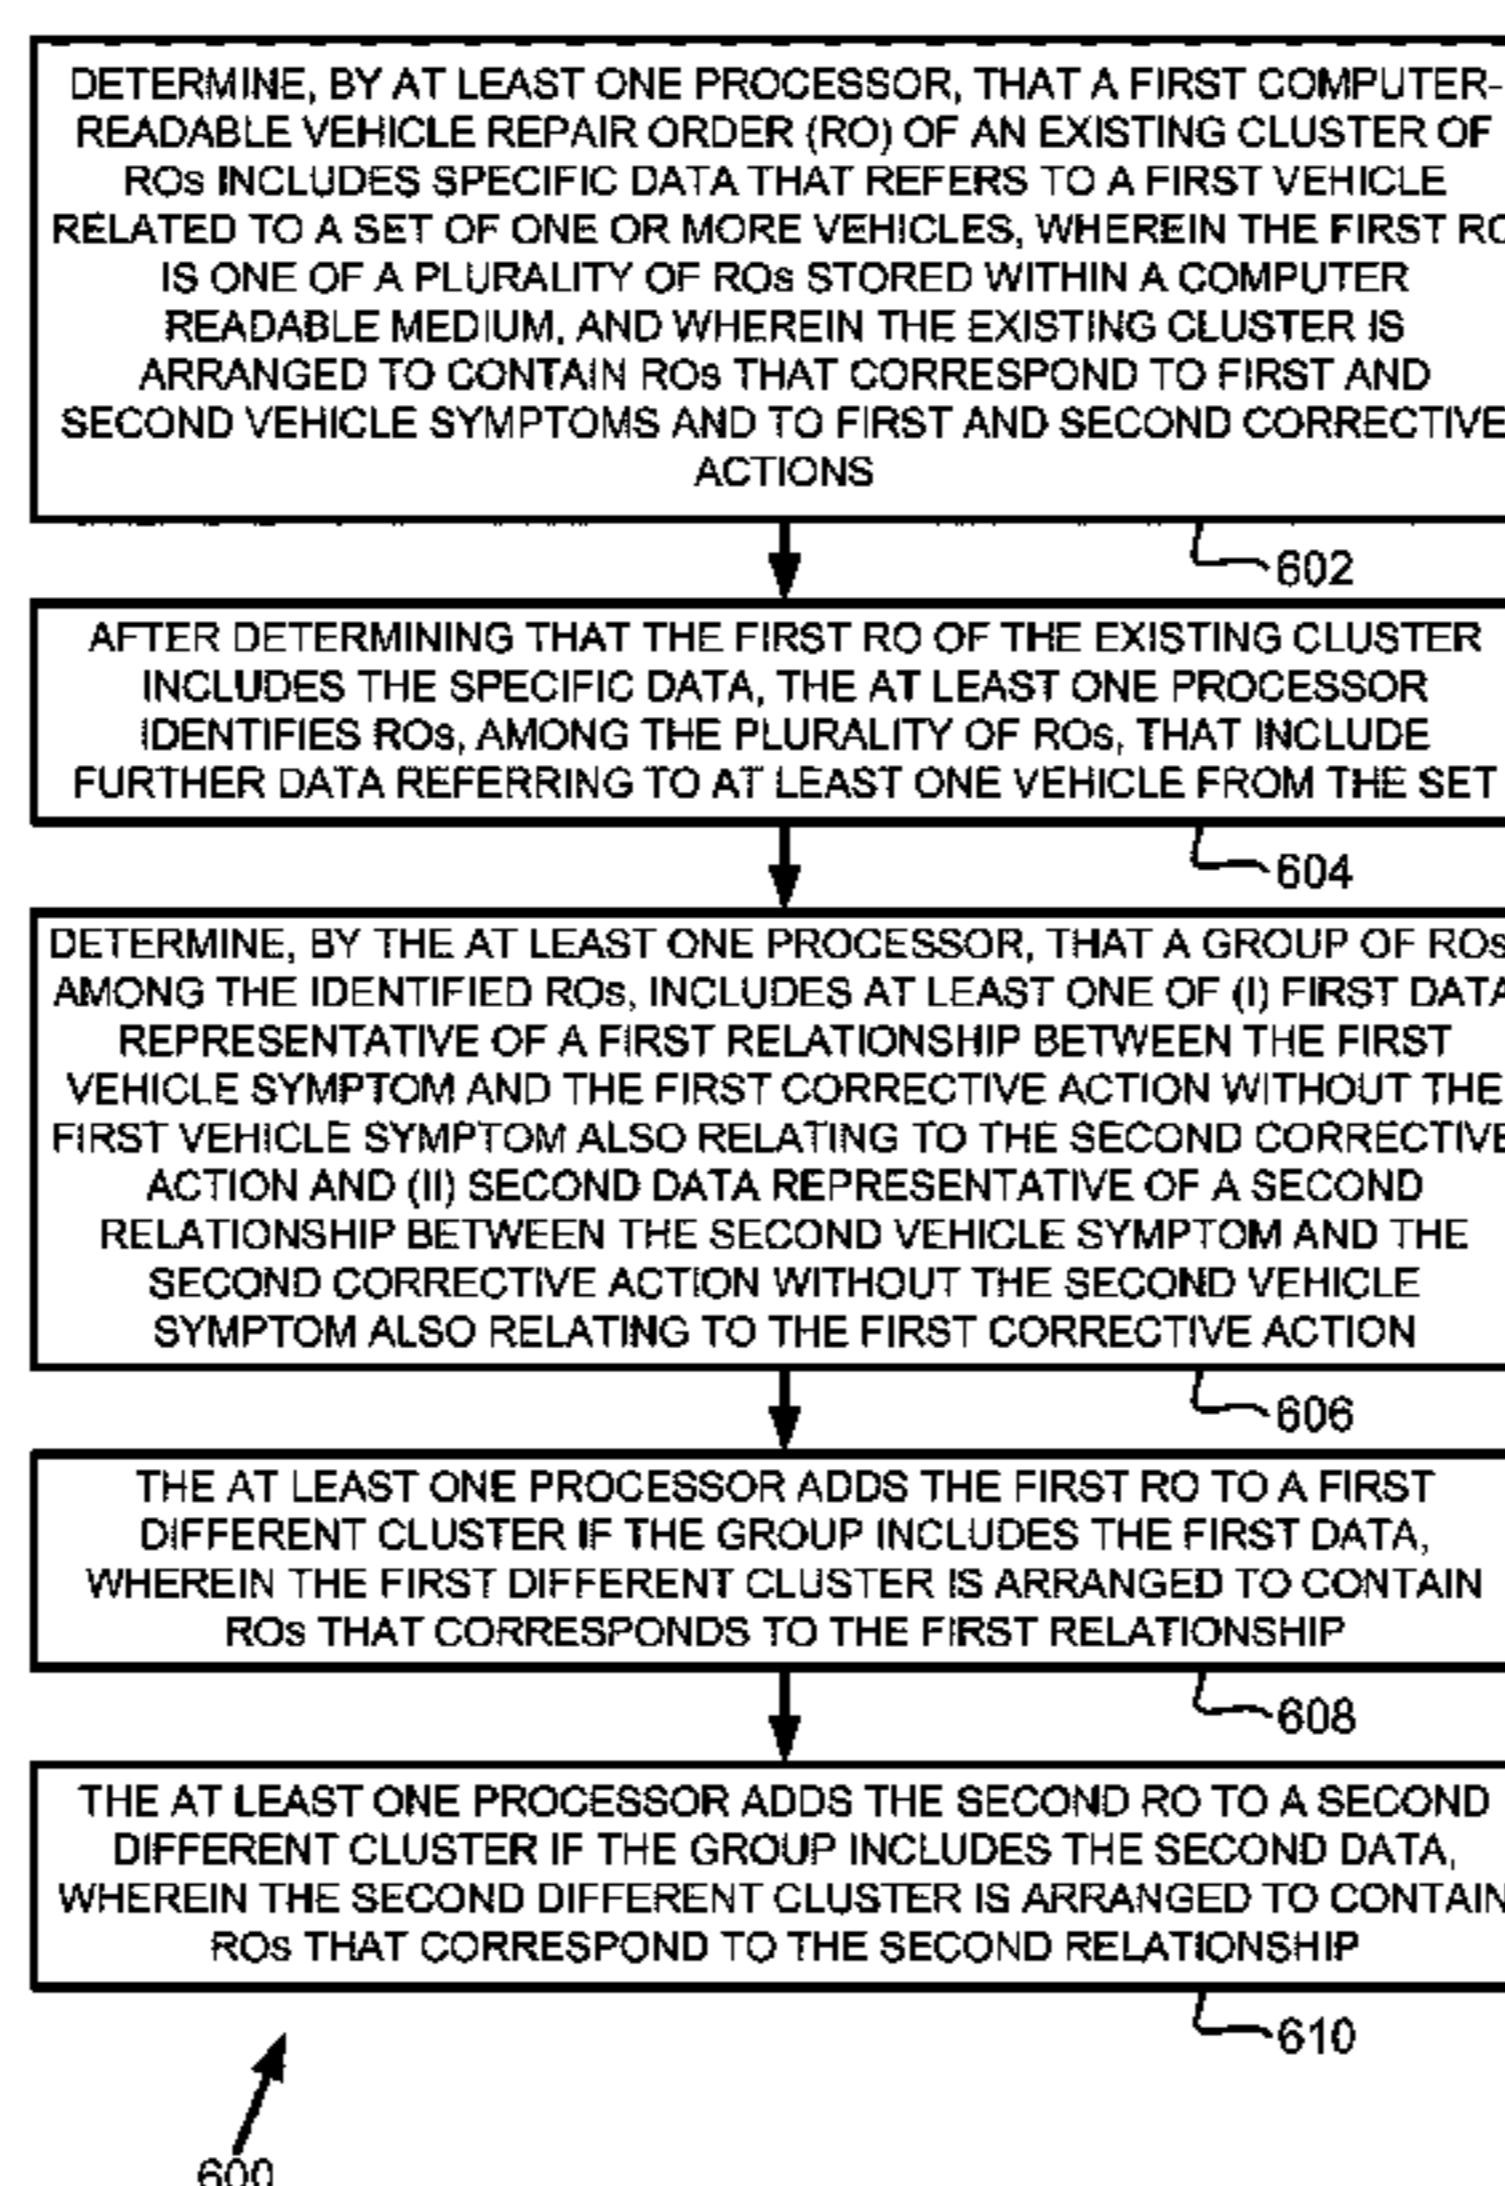 DETERMINE, BY AT LEAST ONE PROCESSOR, THAT A FIRST COMPUTER-
READABLE VEHICLE REPAIR ORDER (RO) OF AN EXISTING CLUSTER OF
ROs INCLUDES SPECIFIC DATA THAT REFERS TO A FIRST VEHICLE
RELATED TO A SET OF ONE OR MORE VEHICLES, WHEREIN THE FIRST RO
IS ONE OF A PLURALITY OF ROs STORED WITHIN A COMPUTER
READABLE MEDIUM, AND WHEREIN THE EXISTING CLUSTER IS
ARRANGED TO CONTAIN ROs THAT CORRESPOND TO FIRST AND
SECOND VEHICLE SYMPTOMS AND TO FIRST AND SECOND CORRECTIVE
ACTIONS
602
AFTER DETERMINING THAT THE FIRST RO OF THE EXISTING CLUSTER
INCLUDES THE SPECIFIC DATA, THE AT LEAST ONE PROCESSOR
IDENTIFIES ROs, AMONG THE PLURALITY OF ROs, THAT INCLUDE
FURTHER DATA REFERRING TO AT LEAST ONE VEHICLE FROM THE SET
604
DETERMINE, BY THE AT LEAST ONE PROCESSOR, THAT A GROUP OF ROs
AMONG THE IDENTIFIED ROs, INCLUDES AT LEAST ONE OF (I) FIRST DATA
REPRESENTATIVE OF A FIRST RELATIONSHIP BETWEEN THE FIRST
VEHICLE SYMPTOM AND THE FIRST CORRECTIVE ACTION WITHOUT THE
FIRST VEHICLE SYMPTOM ALSO RELATING TO THE SECOND CORRECTIVE
ACTION AND (II) SECOND DATA REPRESENTATIVE OF A SECOND
RELATIONSHIP BETWEEN THE SECOND VEHICLE SYMPTOM AND THE
SECOND CORRECTIVE ACTION WITHOUT THE SECOND VEHICLE
SYMPTOM ALSO RELATING TO THE FIRST CORRECTIVE ACTION
606
THE AT LEAST ONE PROCESSOR ADDS THE FIRST RO TO A FIRST
DIFFERENT CLUSTER IF THE GROUP INCLUDES THE FIRST DATA,
WHEREIN THE FIRST DIFFERENT CLUSTER IS ARRANGED TO CONTAIN
ROs THAT CORRESPONDS TO THE FIRST RELATIONSHIP
608
THE AT LEAST ONE PROCESSOR ADDS THE SECOND RO TO A SECOND
DIFFERENT CLUSTER IF THE GROUP INCLUDES THE SECOND DATA,
WHEREIN THE SECOND DIFFERENT CLUSTER IS ARRANGED TO CONTAIN
ROs THAT CORRESPOND TO THE SECOND RELATIONSHIP
610
600